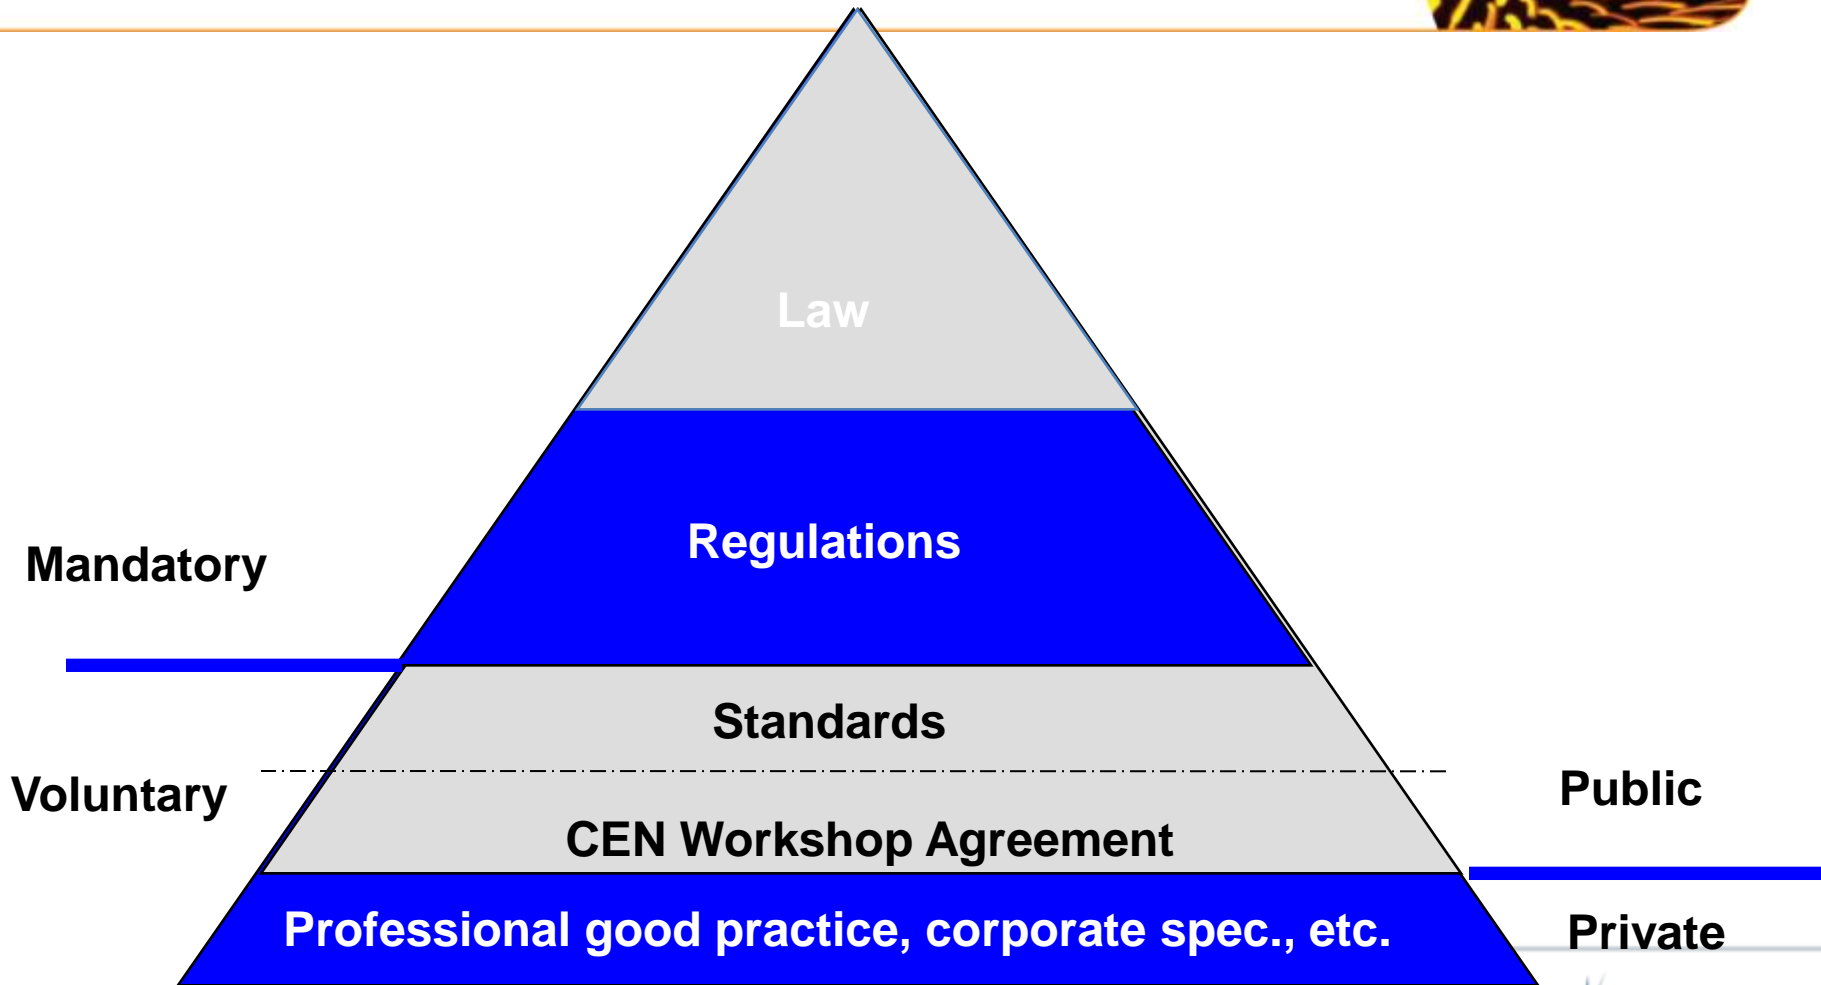 Law
Regulations
Mandatory
Standards
Voluntary
Public
CEN Workshop Agreement
Professional good practice, corporate spec., etc.
Private